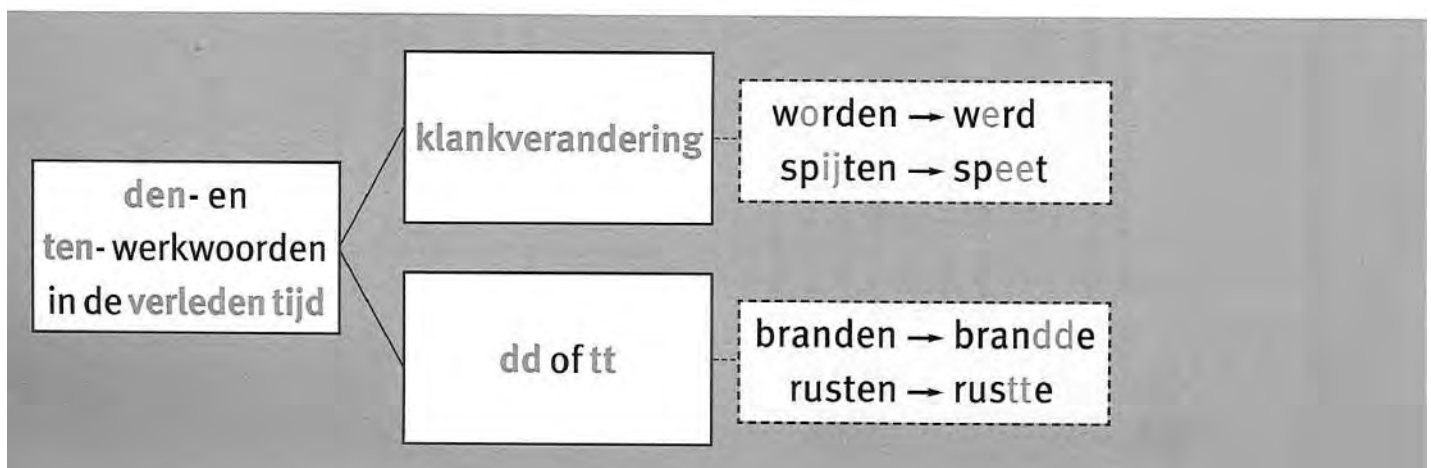 den- en
ten- werkwoorden
in de verleden tijd
klankverandering
worden → werd
spijten → speet
dd of tt
branden → brandde
rusten → rustte